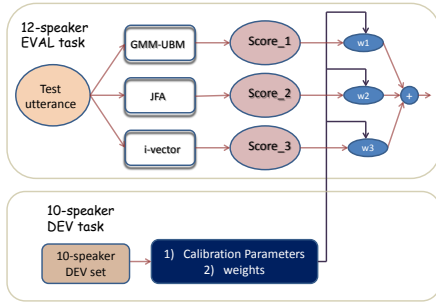 12-speaker
EVAL task
Test
utterance
GMM-UBM
JFA
i-vector
Score_1
Score_2
Score_3
w1
w2
w3
+
10-speaker
DEV task
10-speaker
DEV set
1) Calibration Parameters
2) weights